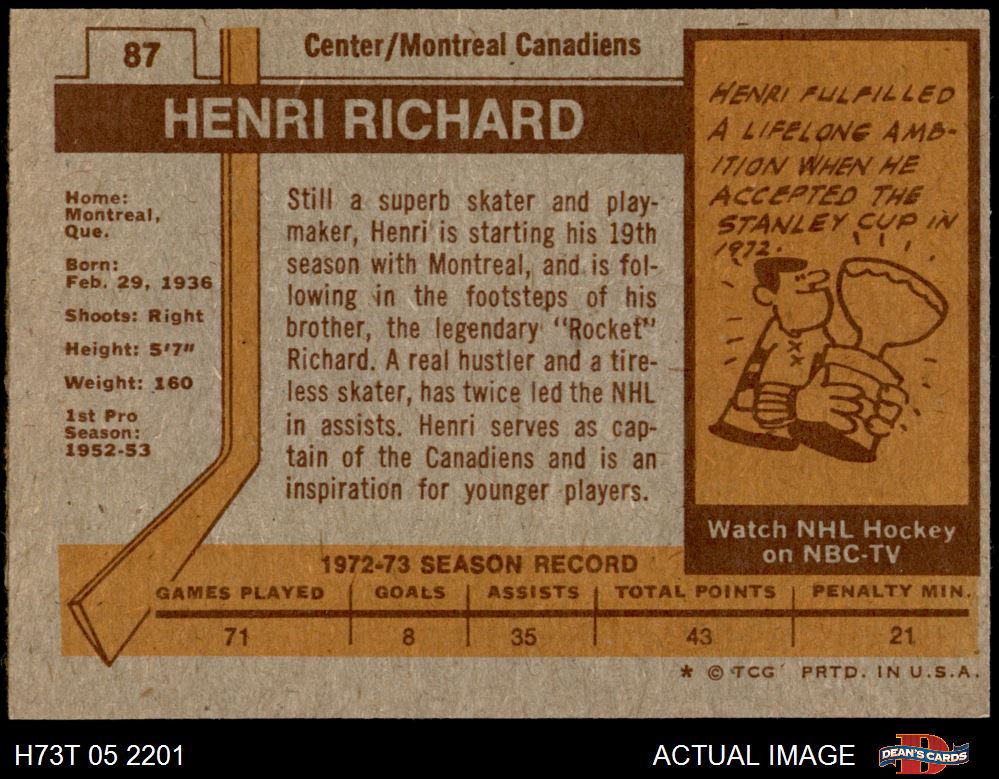 87
Center/Montreal Canadiens
HENRI RICHARD
Home:
Montreal,
Que.
Born:
Feb. 29, 1936
Shoots: Right
Height: 5'7"
Weight: 160
1st Pro
Season:
1952-53
Still a superb skater and play-
maker, Henri is starting his 19th
season with Montreal, and is fol-
lowing in the footsteps of his
brother, the legendary "Rocket"
Richard. A real hustler and a tire-
less skater, has twice led the NHL
in assists. Henri serves as cap-
tain of the Canadiens and is an
inspiration for younger players.
HENRI FULFILLED
A LIFELONG AMB-
ITION WHEN HE
ACCEPTED THE
STANLEY CUP IN
1972.
Watch NHL Hockey
on NBC-TV
1972-73 SEASON RECORD
GAMES PLAYED GOALS ASSISTS TOTAL POINTS PENALTY MIN.
71 8 35 43 21
* © TCG PRTD. IN U.S.A.
H73T 05 2201 ACTUAL IMAGE DEAN'S CARDS